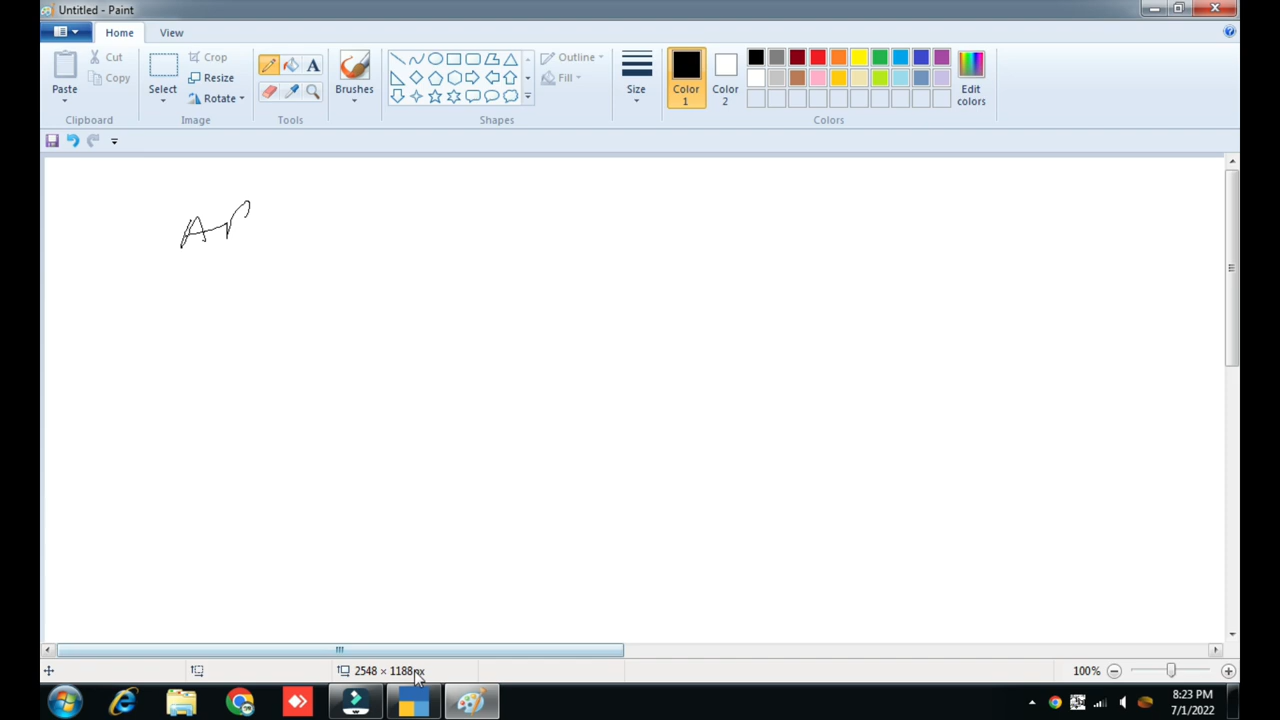 Untitled - Paint
Home
View
Paste
Cut
Copy
Clipboard
Select
Crop
Resize
Rotate
Image
A
Tools
Brushes
Shapes
Outline
Fill
Size
Color
1
Color
2
Edit
colors
Colors
2548 × 1188px
100%
8:23 PM
7/1/2022